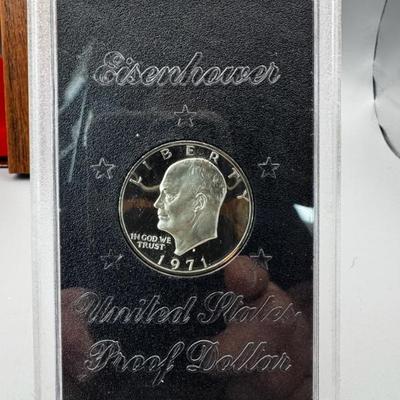 Eisenhower
LIBERTY
IN GOD WE
TRUST
1971
United States
Proof Dollar